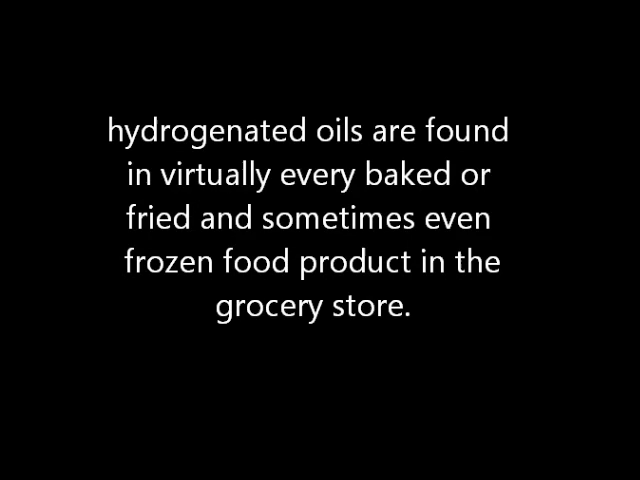 hydrogenated oils are found
in virtually every baked or
fried and sometimes even
frozen food product in the
grocery store.